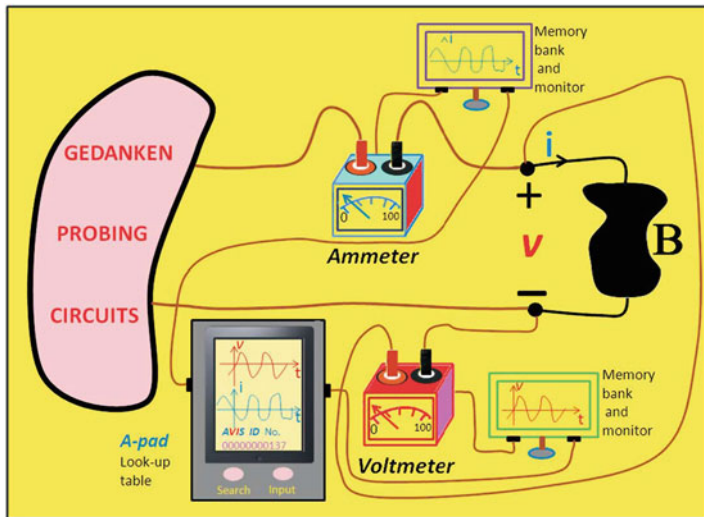 GEDANKEN
PROBING
CIRCUITS
^i
t
Memory
bank
and
monitor
0
100
Ammeter
i
+
v
−
B
v
t
i
t
AVIS ID No.
00000000137
Search
Input
A-pad
Look-up
table
0
100
Voltmeter
v
t
Memory
bank
and
monitor